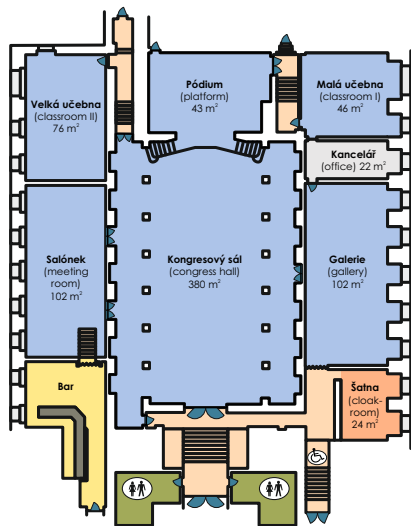 Velká učebna
(classroom II)
76 m²
Pódium
(platform)
43 m²
Malá učebna
(classroom I)
46 m²
Kancelář
(office) 22 m²
Salónek
(meeting
room)
102 m²
Kongresový sál
(congress hall)
380 m²
Galerie
(gallery)
102 m²
Bar
Šatna
(cloak-
room)
24 m²